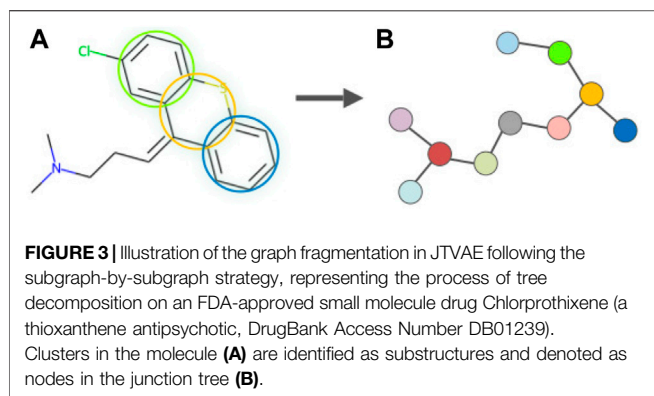 A
B
Cl
S
N
FIGURE 3 | Illustration of the graph fragmentation in JTVAE following the
subgraph-by-subgraph strategy, representing the process of tree
decomposition on an FDA-approved small molecule drug Chlorprothixene (a
thioxanthene antipsychotic, DrugBank Access Number DB01239).
Clusters in the molecule (A) are identified as substructures and denoted as
nodes in the junction tree (B).